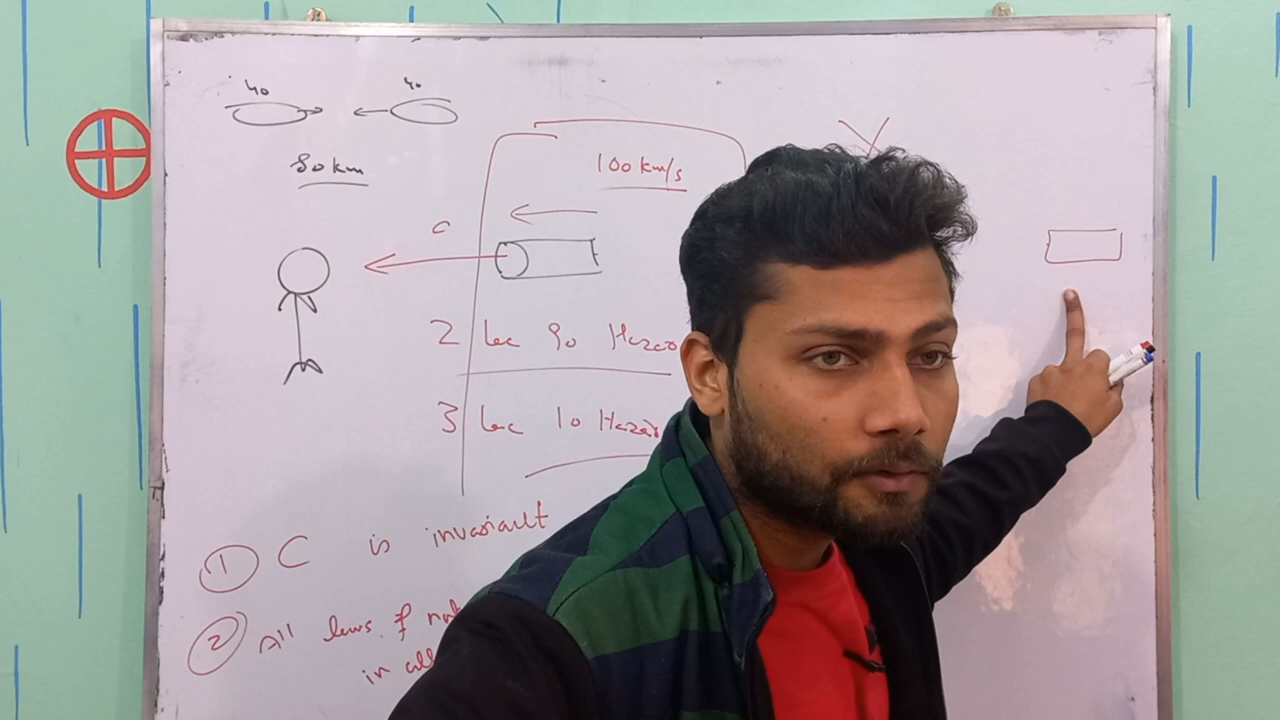 40 40
80 km
100 km/s
c
2 Lac 90 Hazar
3 Lac 10 Hazar
① C is invariant
② All laws of nat
in all